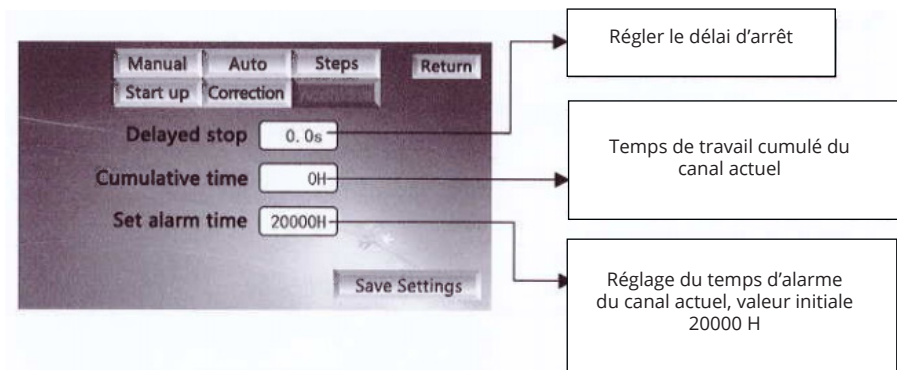 Manual Auto Steps Return
Start up Correction
Delayed stop 0.0s
Cumulative time 0H
Set alarm time 20000H
Save Settings
Régler le délai d'arrêt
Temps de travail cumulé du
canal actuel
Réglage du temps d'alarme
du canal actuel, valeur initiale
20000 H